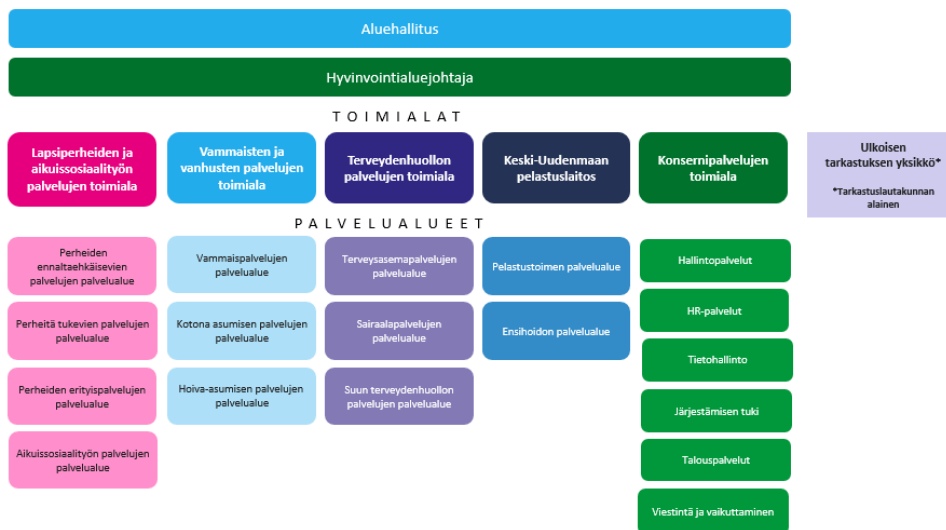 Aluehallitus
Hyvinvointialuejohtaja
TOIMIALAT
Lapsiperheiden ja
aikuissosiaalityön
palvelujen toimiala
Vammaisten ja
vanhusten palvelujen
toimiala
Terveydenhuollon
palvelujen toimiala
Keski-Uudenmaan
pelastuslaitos
Konsernipalvelujen
toimiala
Ulkoisen
tarkastuksen yksikkö*
*Tarkastuslautakunnan
alainen
PALVELUALUEET
Perheiden
ennaltaehkäisevien
palvelujen palvelualue
Perheitä tukevien palvelujen
palvelualue
Perheiden erityispalvelujen
palvelualue
Aikuissosiaalityön palvelujen
palvelualue
Vammaispalvelujen
palvelualue
Kotona asumisen palvelujen
palvelualue
Hoiva-asumisen palvelujen
palvelualue
Terveysasemapalvelujen
palvelualue
Sairaalapalvelujen
palvelualue
Suun terveydenhuollon
palvelujen palvelualue
Pelastustoimen palvelualue
Ensihoidon palvelualue
Hallintopalvelut
HR-palvelut
Tietohallinto
Järjestämisen tuki
Talouspalvelut
Viestintä ja vaikuttaminen